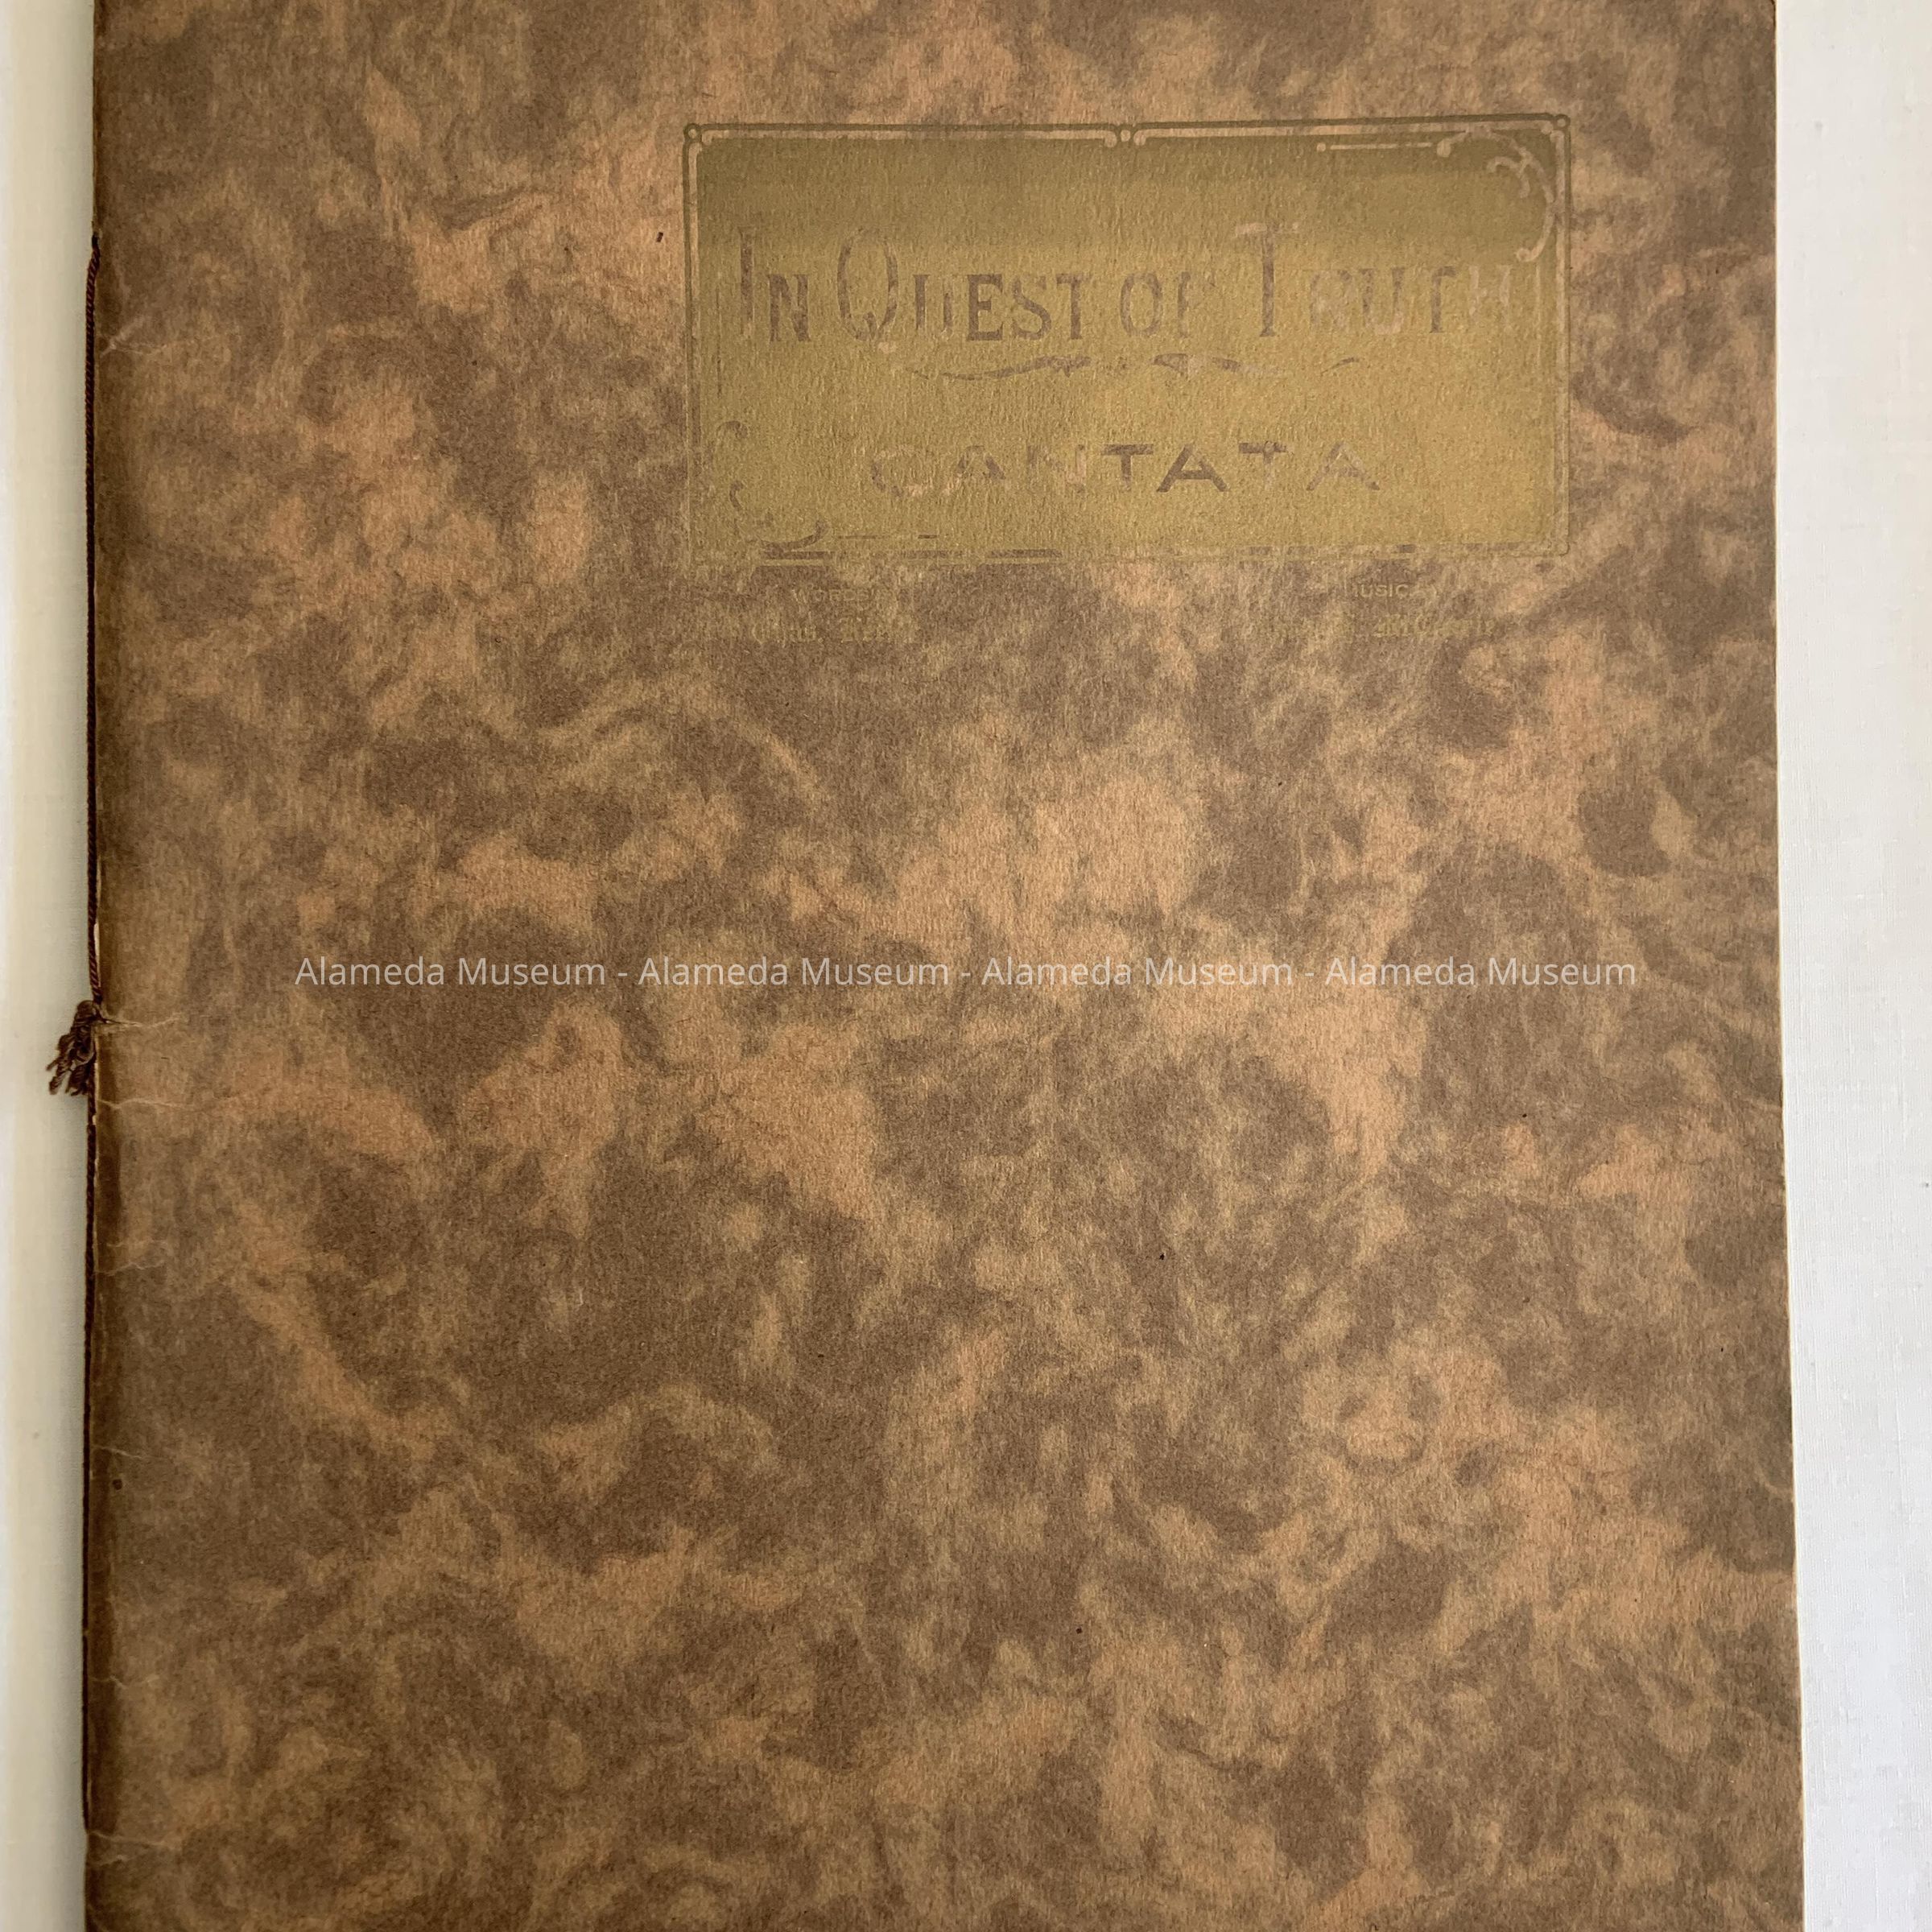 IN QUEST OF TRUTH
CANTATA
WORDS
MUSIC
Alameda Museum - Alameda Museum - Alameda Museum - Alameda Museum